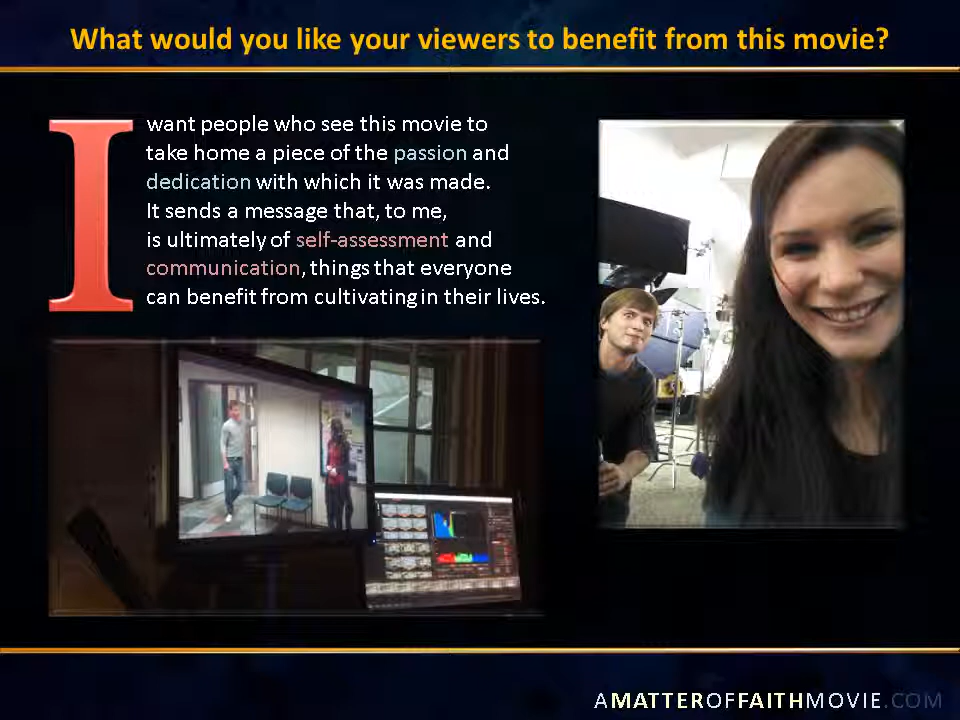 What would you like your viewers to benefit from this movie?
I want people who see this movie to
take home a piece of the passion and
dedication with which it was made.
It sends a message that, to me,
is ultimately of self-assessment and
communication, things that everyone
can benefit from cultivating in their lives.
AMATTEROFFAITHMOVIE.COM